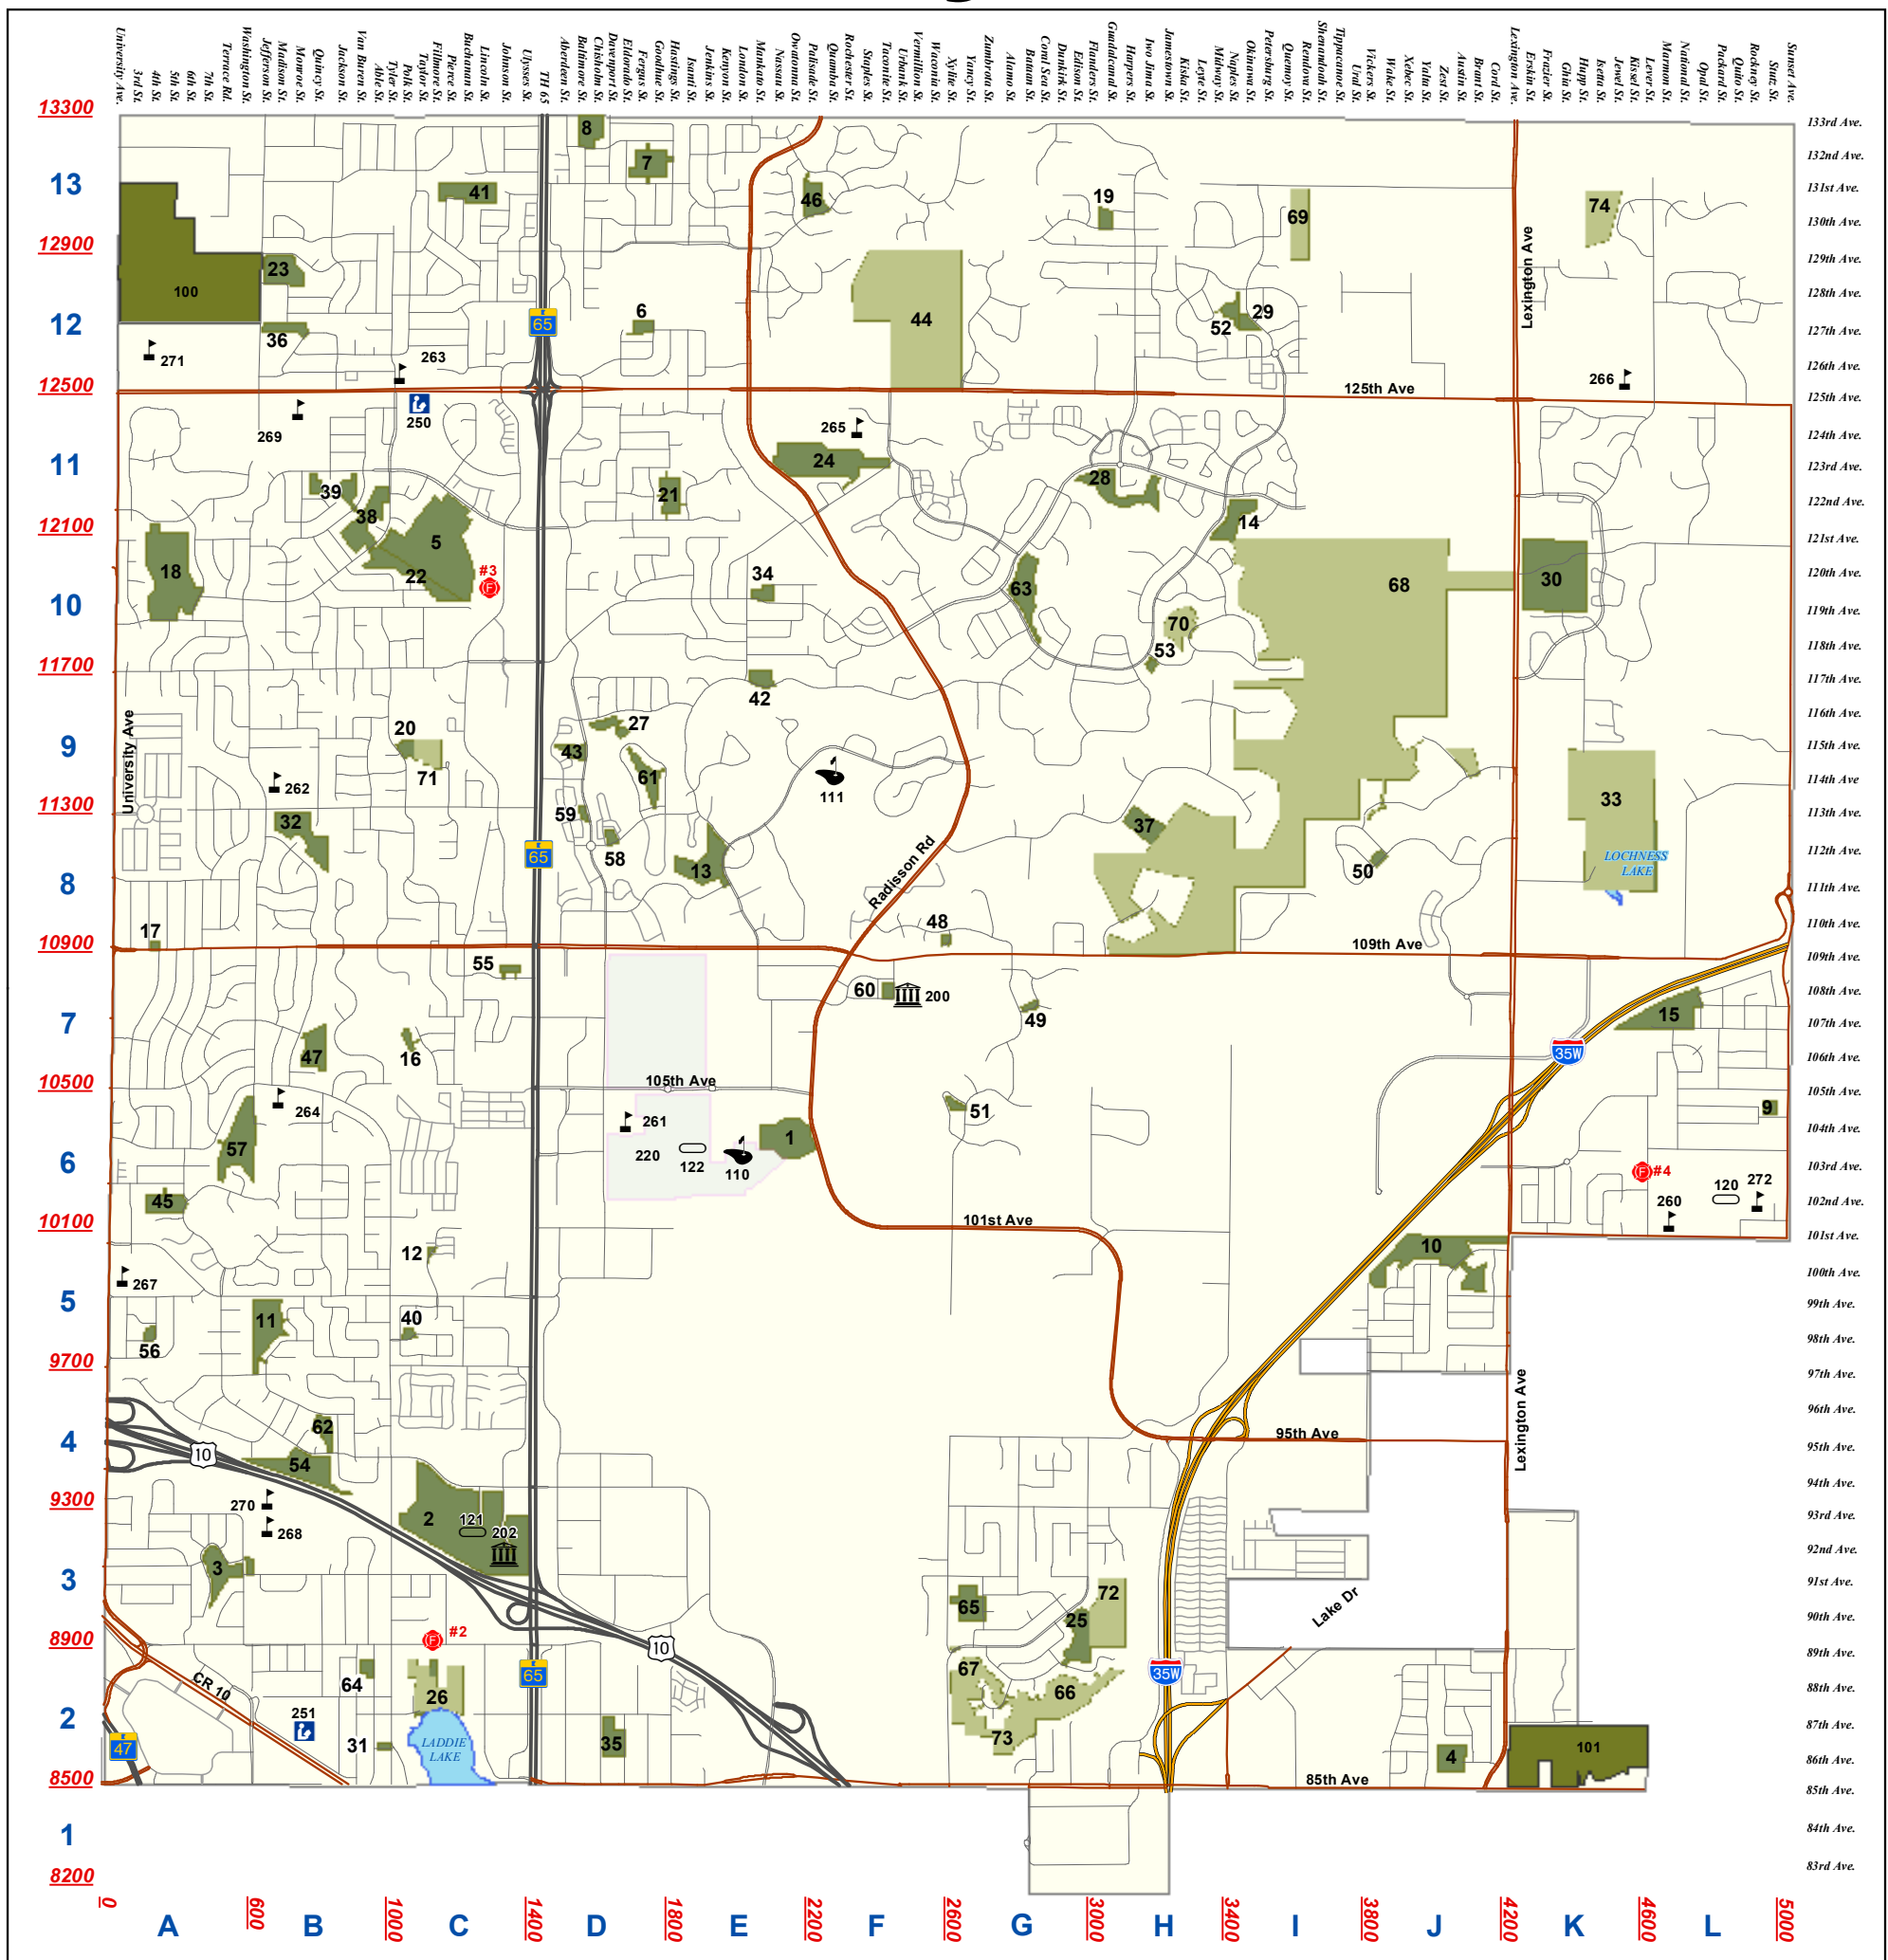 University Ave.
3rd St.
4th St.
5th St.
6th St.
7th St.
Terrace Rd.
Washington St.
Jefferson St.
Madison St.
Monroe St.
Quincy St.
Jackson St.
Van Buren St.
Able St.
Tyler St.
Polk St.
Taylor St.
Fillmore St.
Pierce St.
Buchanan St.
Lincoln St.
Johnson St.
Ulysses St.
TH 65
Aberdeen St.
Baltimore St.
Chisholm St.
Davenport St.
Eldorado St.
Fergus St.
Goodhue St.
Hastings St.
Isanti St.
Jenkins St.
Kenyon St.
London St.
Mankato St.
Nassau St.
Owatonna St.
Palisade St.
Quamba St.
Rochester St.
Staples St.
Taconite St.
Urbank St.
Vermillion St.
Waconia St.
Xylite St.
Yancy St.
Zumbrota St.
Alamo St.
Bataan St.
Coral Sea St.
Dunkirk St.
Edison St.
Flanders St.
Guadalcanal St.
Harpers St.
Iwo Jima St.
Jamestown St.
Kiska St.
Leyte St.
Midway St.
Naples St.
Okinawa St.
Petersburg St.
Quemoy St.
Rendova St.
Shenandoah St.
Tippacanoe St.
Ural St.
Vickers St.
Wake St.
Xebec St.
Yalta St.
Zest St.
Austin St.
Brant St.
Cord St.
Lexington Ave.
Erskin St.
Frazier St.
Ghia St.
Hupp St.
Isetta St.
Jewel St.
Kissel St.
Lever St.
Marmon St.
National St.
Opal St.
Packard St.
Quino St.
Rockney St.
Stutz St.
Sunset Ave.
13300
13
12900
12
12500
11
12100
10
11700
9
11300
8
10900
7
10500
6
10100
5
9700
4
9300
3
8900
2
8500
1
8200
133rd Ave.
132nd Ave.
131st Ave.
130th Ave.
129th Ave.
128th Ave.
127th Ave.
126th Ave.
125th Ave.
124th Ave.
123rd Ave.
122nd Ave.
121st Ave.
120th Ave.
119th Ave.
118th Ave.
117th Ave.
116th Ave.
115th Ave.
114th Ave
113th Ave.
112th Ave.
111th Ave.
110th Ave.
109th Ave.
108th Ave.
107th Ave.
106th Ave.
105th Ave.
104th Ave.
103rd Ave.
102nd Ave.
101st Ave.
100th Ave.
99th Ave.
98th Ave.
97th Ave.
96th Ave.
95th Ave.
94th Ave.
93rd Ave.
92nd Ave.
91st Ave.
90th Ave.
89th Ave.
88th Ave.
87th Ave.
86th Ave.
85th Ave.
84th Ave.
83rd Ave.
8
7
41
46
19
69
74
23
100
6
44
52
29
36
65
271
263
266
125th Ave
Lexington Ave
269
250
265
24
39
21
28
38
14
5
18
22
#3
34
63
68
30
70
53
42
27
20
43
71
61
111
University Ave
262
33
32
59
37
65
58
13
Radisson Rd
50
LOCHNESS
LAKE
17
48
109th Ave
55
60
200
49
15
47
16
35W
105th Ave
264
51
9
261
1
57
220
122
110
#4
120
272
45
260
101st Ave
12
10
267
11
40
56
62
Lexington Ave
95th Ave
10
54
270
268
2
121
202
3
72
65
25
Lake Dr
#2
10
CR 10
64
65
67
35W
26
66
251
31
LADDIE
LAKE
35
73
47
4
101
85th Ave
0
A
600
B
1000
C
1400
D
1800
E
2200
F
2600
G
3000
H
3400
I
3800
J
4200
K
4600
L
5000